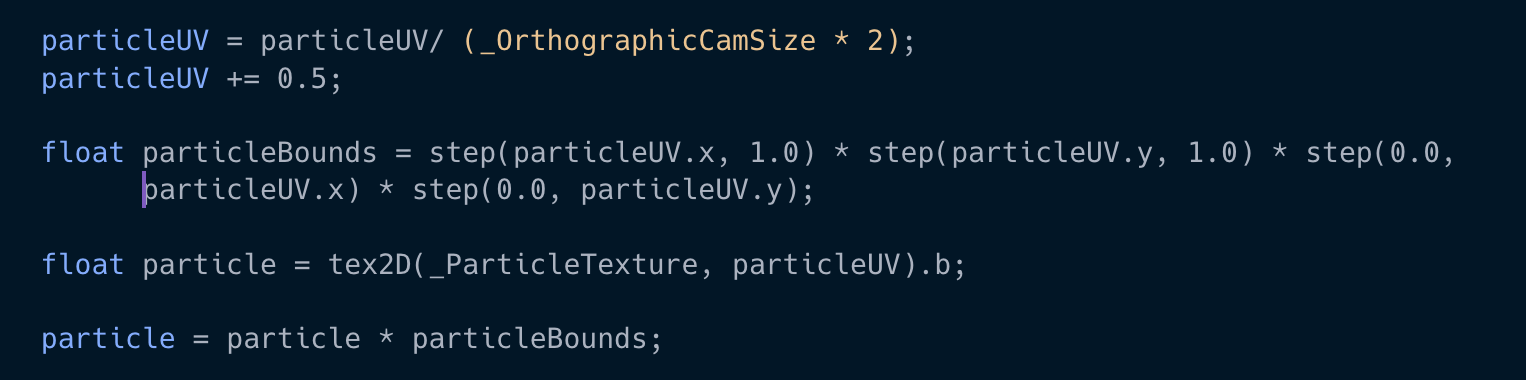 particleUV = particleUV/ (_OrthographicCamSize * 2);
particleUV += 0.5;
float particleBounds = step(particleUV.x, 1.0) * step(particleUV.y, 1.0) * step(0.0,
particleUV.x) * step(0.0, particleUV.y);
float particle = tex2D(_ParticleTexture, particleUV).b;
particle = particle * particleBounds;